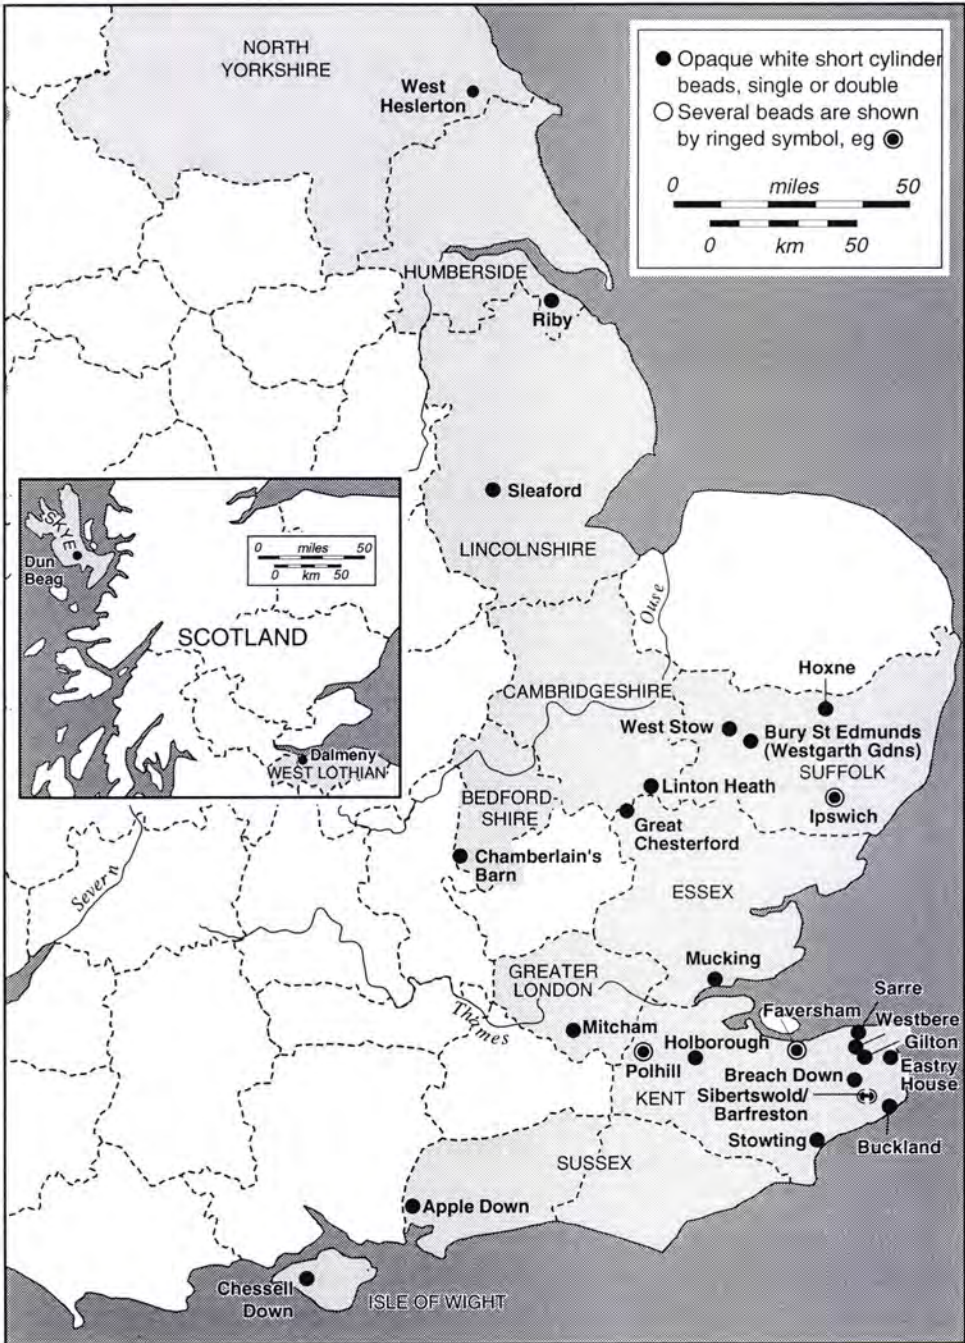 NORTH
YORKSHIRE
West
Heslerton
Opaque white short cylinder
beads, single or double
Several beads are shown
by ringed symbol, eg
0 miles 50
0 km 50
HUMBERSIDE
Riby
Sleaford
LINCOLNSHIRE
SKYE
Dun
Beag
0 miles 50
0 km 50
SCOTLAND
Dalmeny
WEST LOTHIAN
Ouse
Hoxne
CAMBRIDGESHIRE
West Stow
Bury St Edmunds
(Westgarth Gdns)
SUFFOLK
Linton Heath
Ipswich
BEDFORD-
SHIRE
Great
Chesterford
Chamberlain's
Barn
Severn
ESSEX
Mucking
GREATER
LONDON
Thames
Sarre
Faversham
Westbere
Mitcham
Holborough
Gilton
Polhill
Eastry
House
Breach Down
KENT
Sibertswold/
Barfreston
Stowting
Buckland
SUSSEX
Apple Down
Chessell
Down
ISLE OF WIGHT